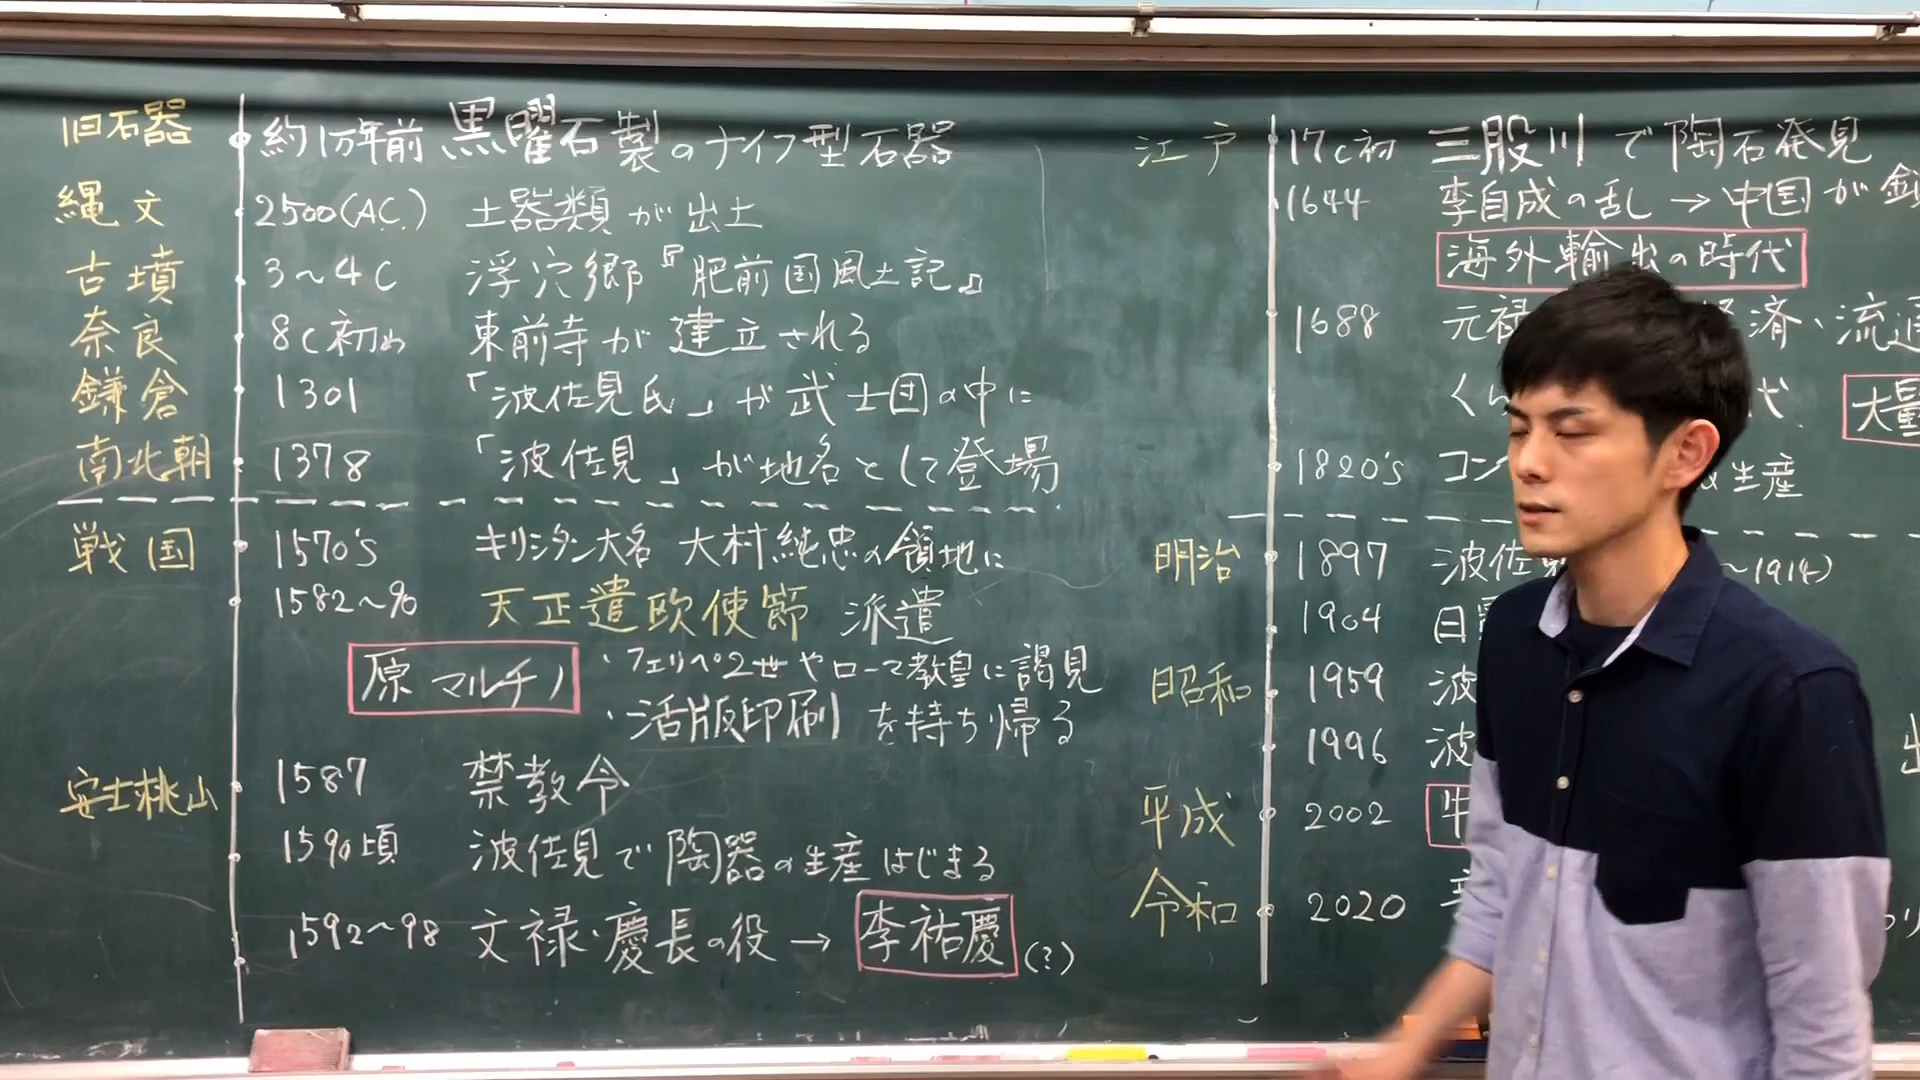 旧石器 約1万年前 黒曜石製のナイフ型石器
縄文 2500(A.C.) 土器類が出土
古墳 3〜4C 浮穴郷『肥前国風土記』
奈良 8C初め 東前寺が建立される
鎌倉 1301 「波佐見氏」が武士団の中に
南北朝 1378 「波佐見」が地名として登場
戦国 1570's キリシタン大名 大村純忠の領地に
1582〜90 天正遣欧使節 派遣
原マルチノ ・フェリペ2世やローマ教皇に謁見
・活版印刷を持ち帰る
安土桃山 1587 禁教令
1590頃 波佐見で陶器の生産はじまる
1592〜98 文禄・慶長の役→李祐慶(?)
江戸 17C初 三股川で陶石発見
1644 李自成の乱→中国が
海外輸出の時代
1688 元禄 済、流通
くら 代 大量
1820's コン 生産
明治 1897 波佐 〜1914)
1904 日
昭和 1959 波
1996 波 出
平成 2002
令和 2020